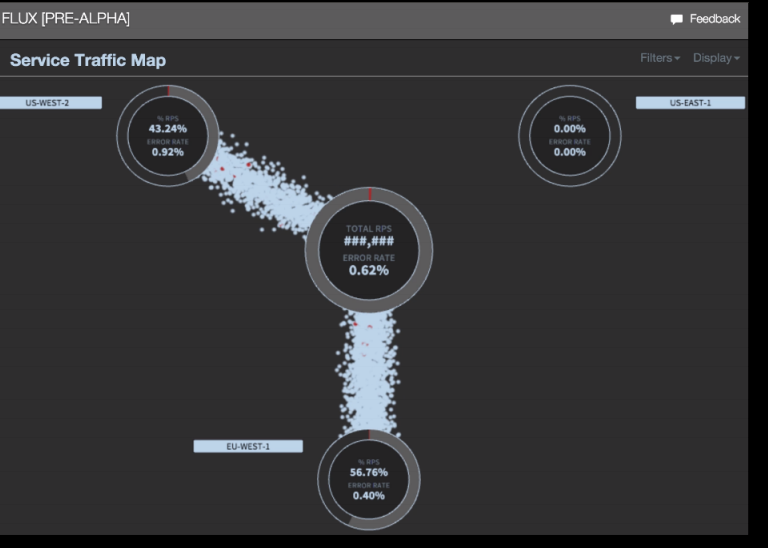 FLUX [PRE-ALPHA]
Feedback
Service Traffic Map
Filters
Display
US-WEST-2
% RPS
43.24%
ERROR RATE
0.92%
% RPS
0.00%
ERROR RATE
0.00%
US-EAST-1
TOTAL RPS
###,###
ERROR RATE
0.62%
EU-WEST-1
% RPS
56.76%
ERROR RATE
0.40%